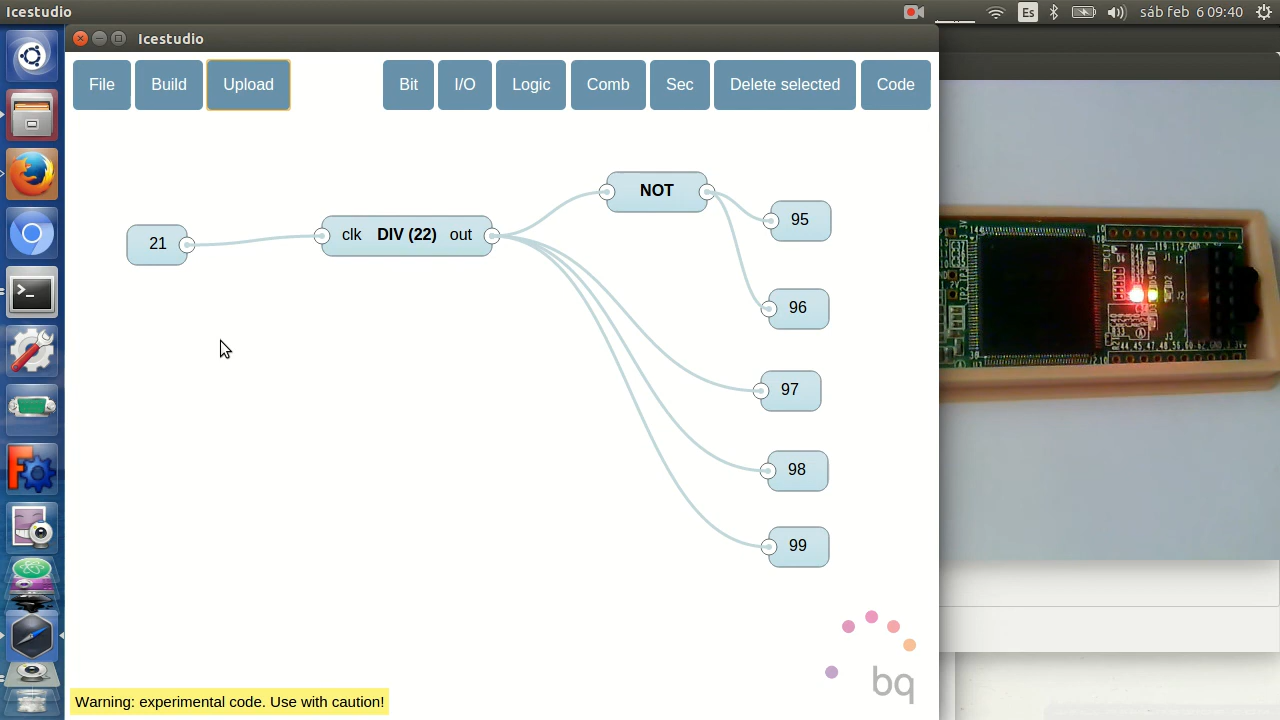 Icestudio
Es
sáb feb 6 09:40
Icestudio
File
Build
Upload
Bit
I/O
Logic
Comb
Sec
Delete selected
Code
NOT
95
21
clk DIV (22) out
96
97
98
99
bq
Warning: experimental code. Use with caution!